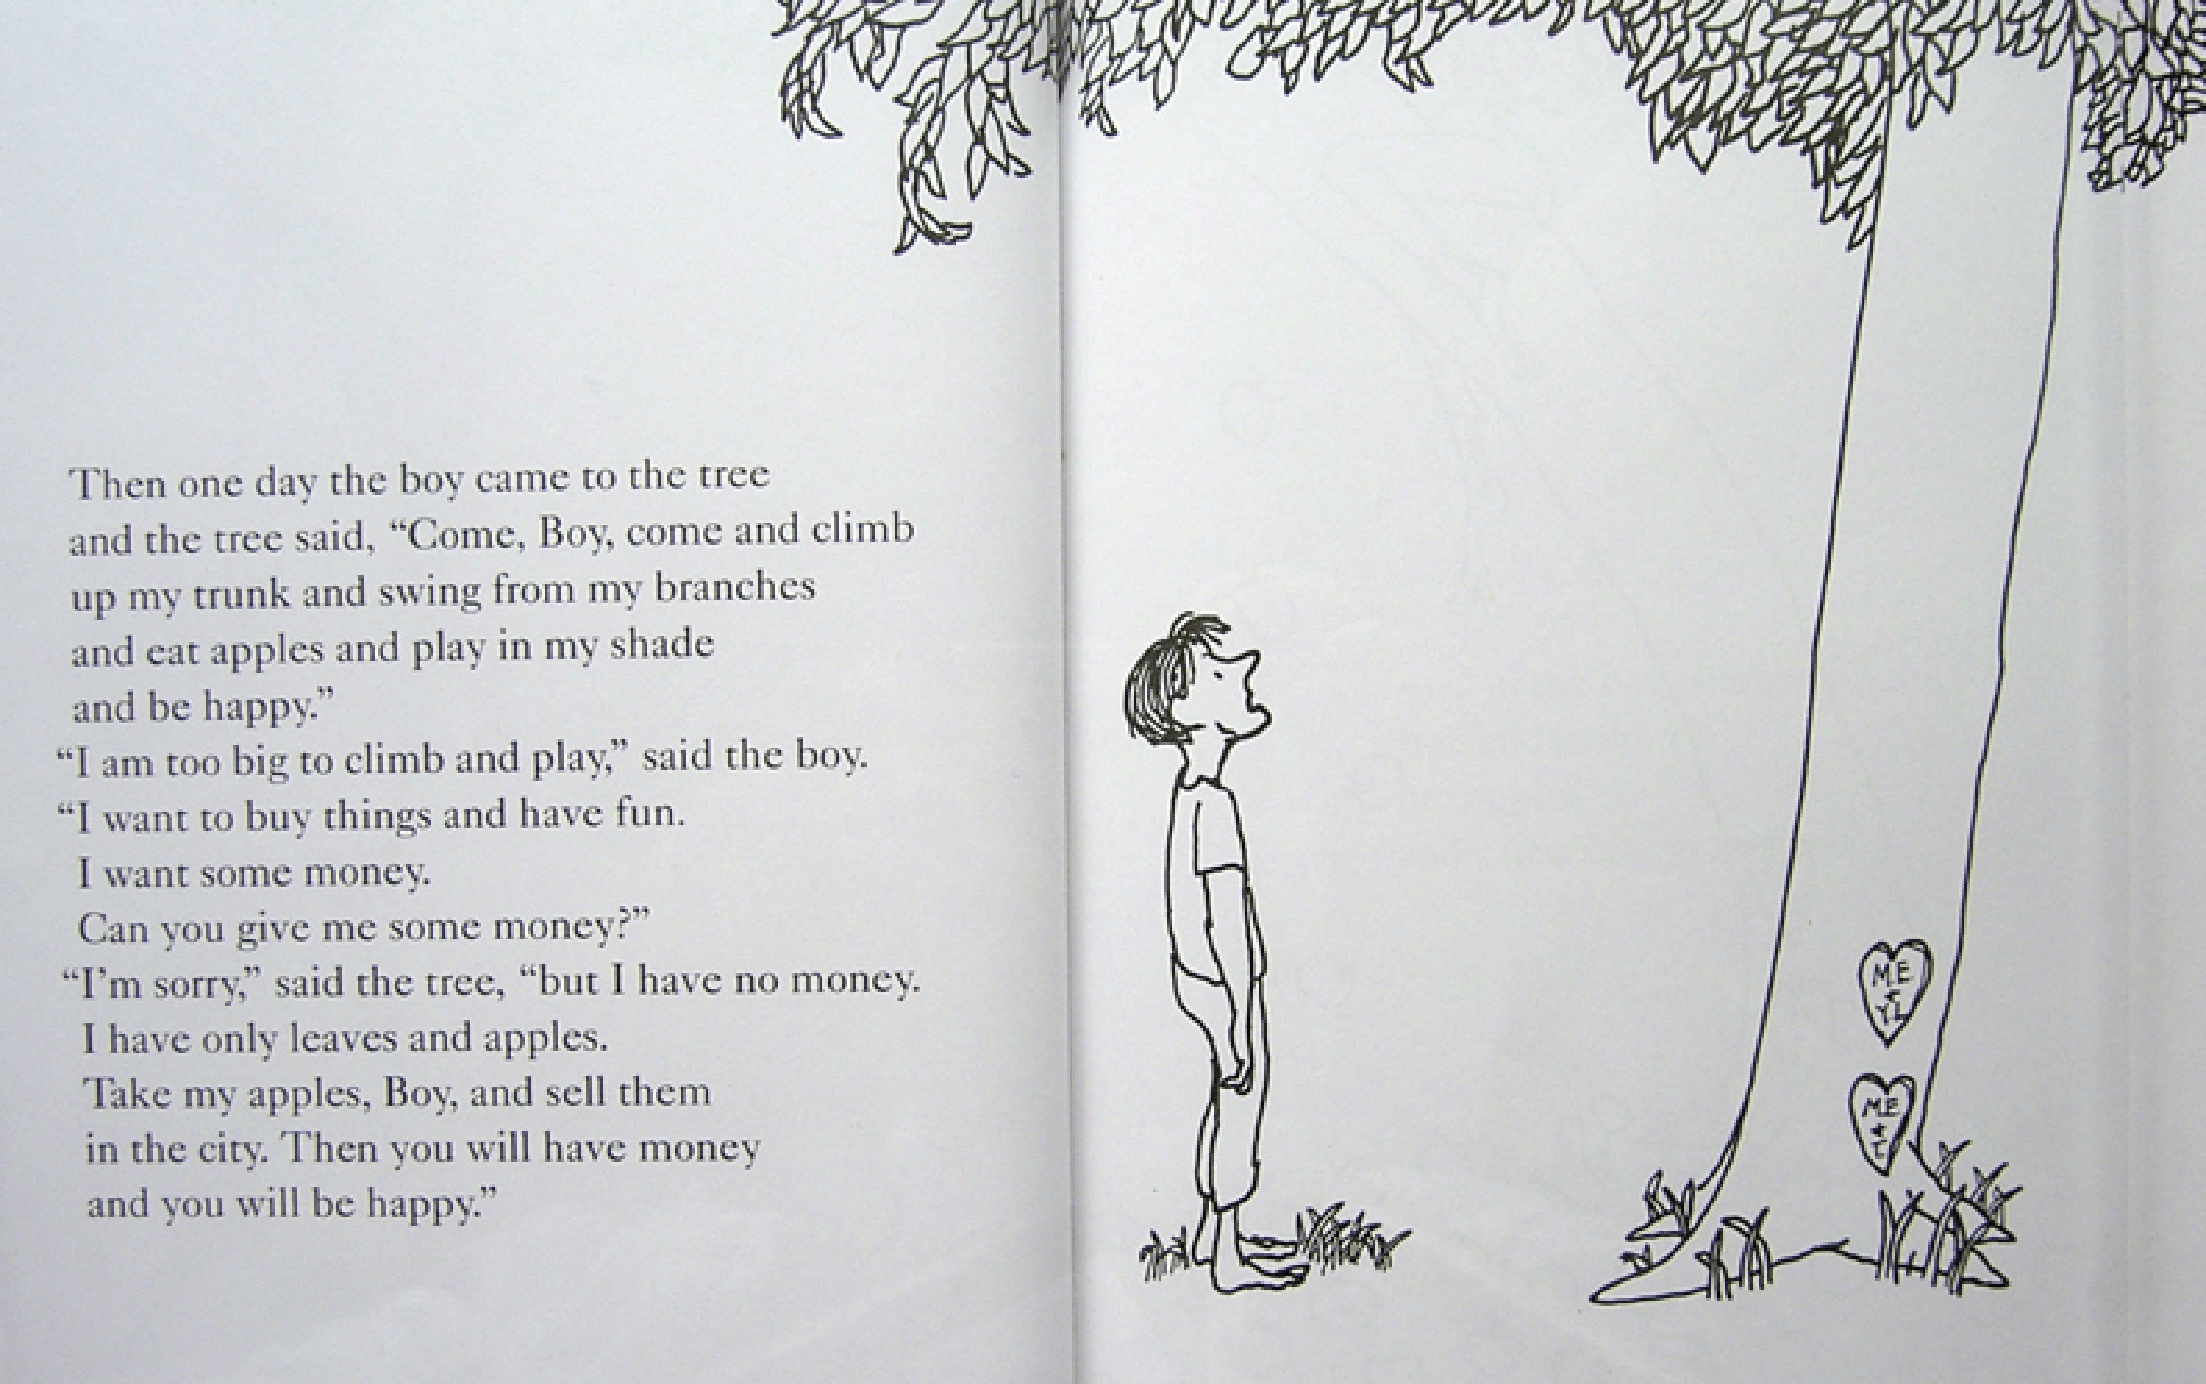 Then one day the boy came to the tree
and the tree said, “Come, Boy, come and climb
up my trunk and swing from my branches
and eat apples and play in my shade
and be happy.”
“I am too big to climb and play,” said the boy.
“I want to buy things and have fun.
I want some money.
Can you give me some money?”
“I’m sorry,” said the tree, “but I have no money.
I have only leaves and apples.
Take my apples, Boy, and sell them
in the city. Then you will have money
and you will be happy.”
ME
+
Y.L.
ME
+
T.